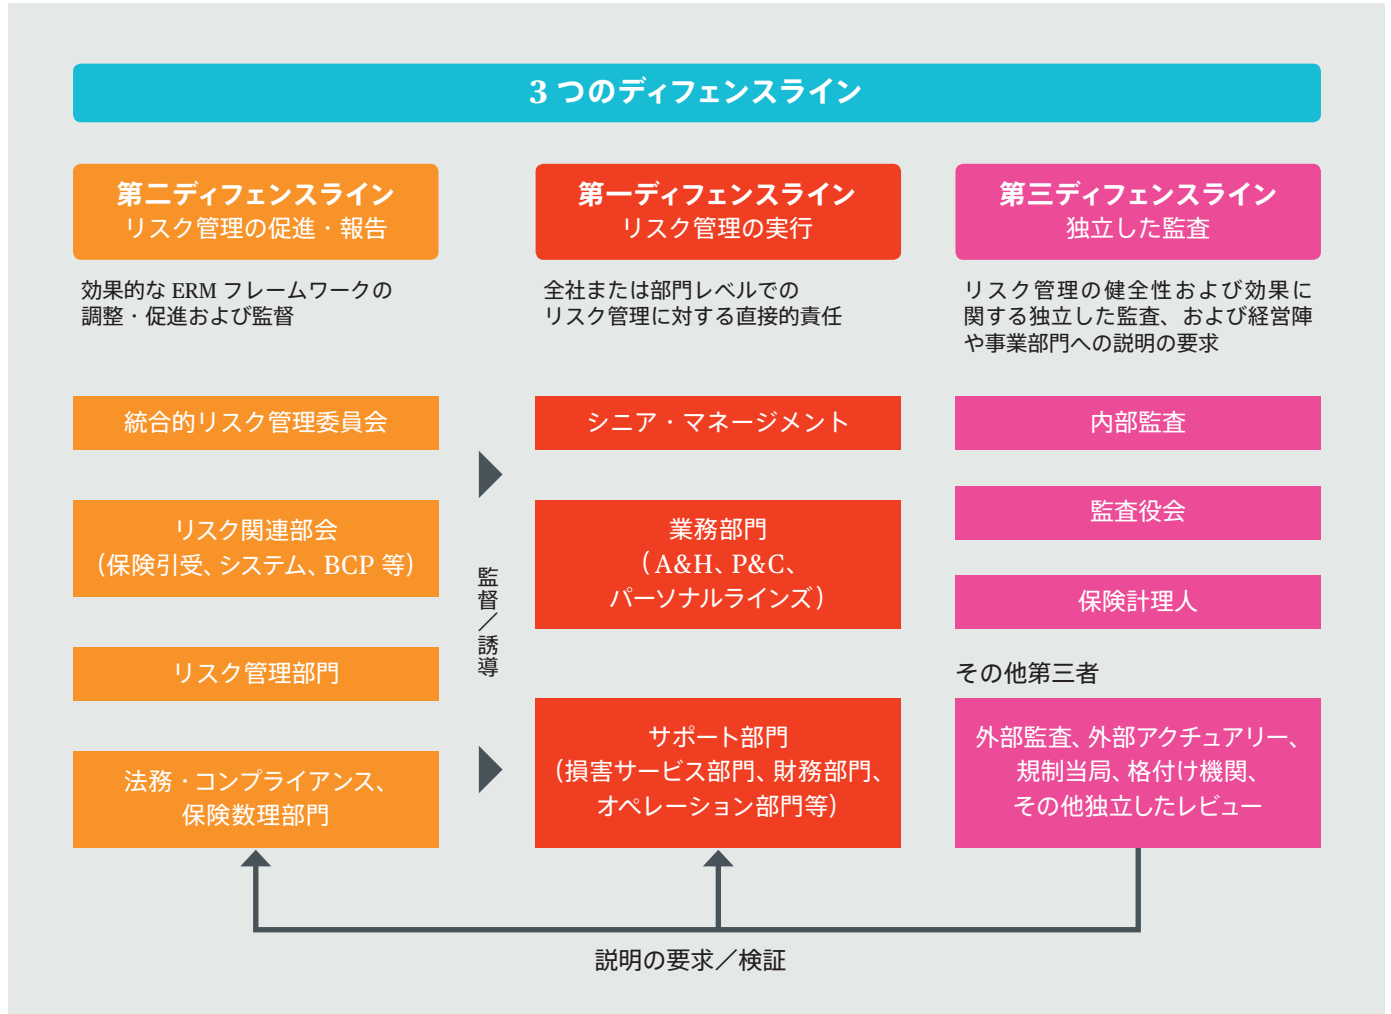 3 つのディフェンスライン
第二ディフェンスライン
リスク管理の促進・報告
効果的な ERM フレームワークの
調整・促進および監督
統合的リスク管理委員会
リスク関連部会
（保険引受、システム、BCP 等）
リスク管理部門
法務・コンプライアンス、
保険数理部門
監督／誘導
第一ディフェンスライン
リスク管理の実行
全社または部門レベルでの
リスク管理に対する直接的責任
シニア・マネージメント
業務部門
（A&H、P&C、
パーソナルラインズ）
サポート部門
（損害サービス部門、財務部門、
オペレーション部門等）
第三ディフェンスライン
独立した監査
リスク管理の健全性および効果に
関する独立した監査、および経営陣
や事業部門への説明の要求
内部監査
監査役会
保険計理人
その他第三者
外部監査、外部アクチュアリー、
規制当局、格付け機関、
その他独立したレビュー
説明の要求／検証